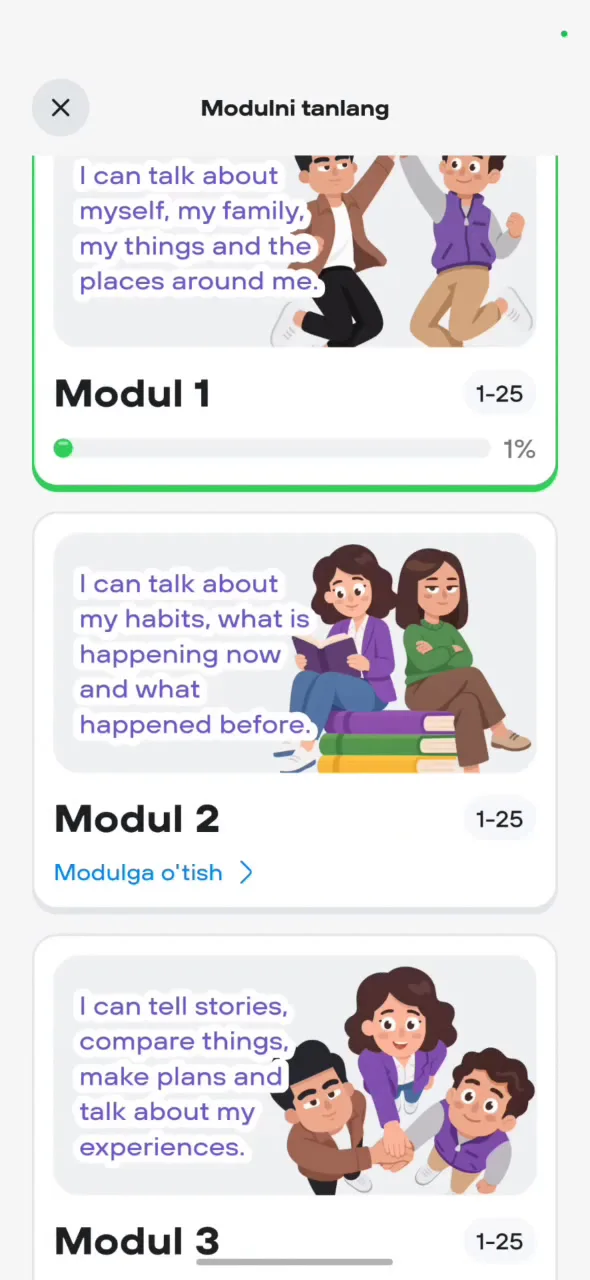 Modulni tanlang
I can talk about
myself, my family,
my things and the
places around me.
Modul 1
1-25
1%
I can talk about
my habits, what is
happening now
and what
happened before.
Modul 2
1-25
Modulga o'tish
I can tell stories,
compare things,
make plans and
talk about my
experiences.
Modul 3
1-25